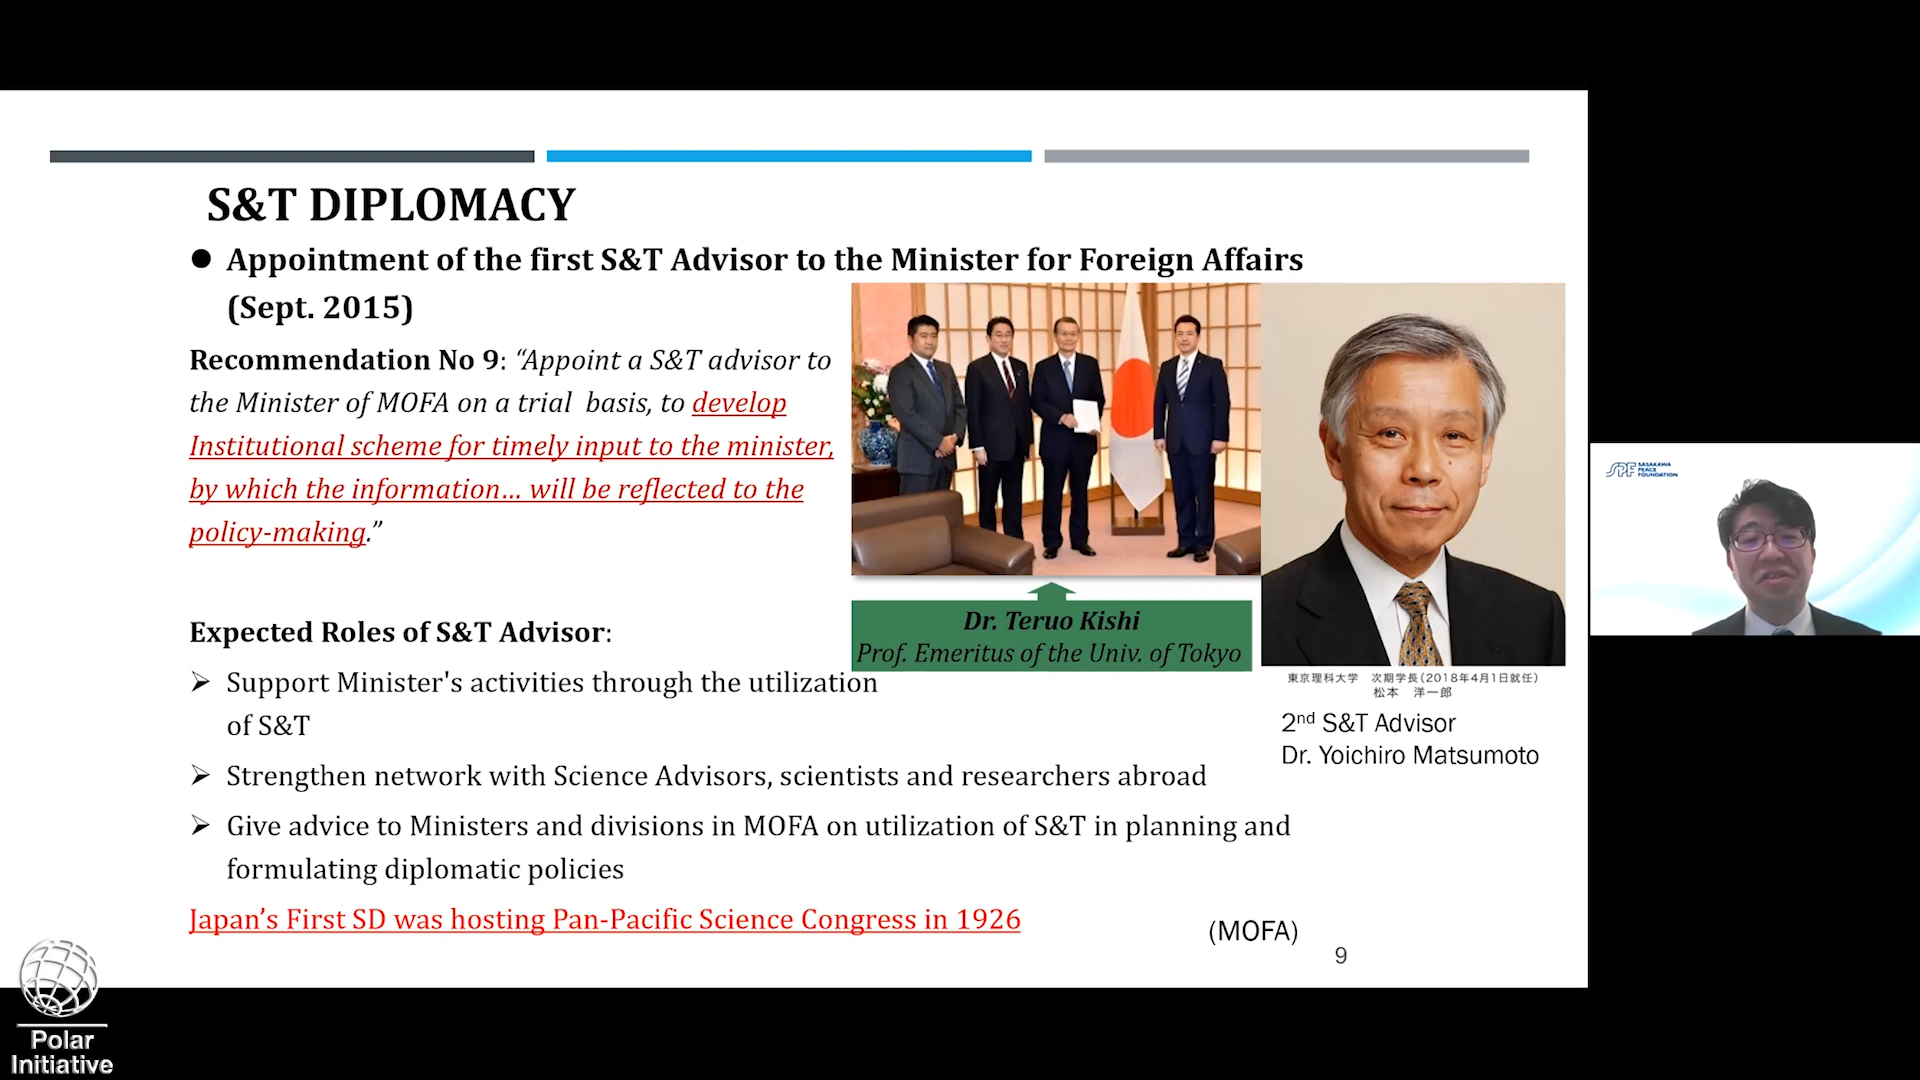 S&T DIPLOMACY
● Appointment of the first S&T Advisor to the Minister for Foreign Affairs
(Sept. 2015)
Recommendation No 9: “Appoint a S&T advisor to
the Minister of MOFA on a trial basis, to develop
Institutional scheme for timely input to the minister,
by which the information... will be reflected to the
policy-making.”
Dr. Teruo Kishi
Prof. Emeritus of the Univ. of Tokyo
東京理科大学 次期学長(2018年4月1日就任)
松本 洋一郎
2nd S&T Advisor
Dr. Yoichiro Matsumoto
Expected Roles of S&T Advisor:
➢ Support Minister's activities through the utilization
of S&T
➢ Strengthen network with Science Advisors, scientists and researchers abroad
➢ Give advice to Ministers and divisions in MOFA on utilization of S&T in planning and
formulating diplomatic policies
Japan’s First SD was hosting Pan-Pacific Science Congress in 1926
(MOFA)
9
SPF SASAKAWA
PEACE
FOUNDATION
Polar
Initiative